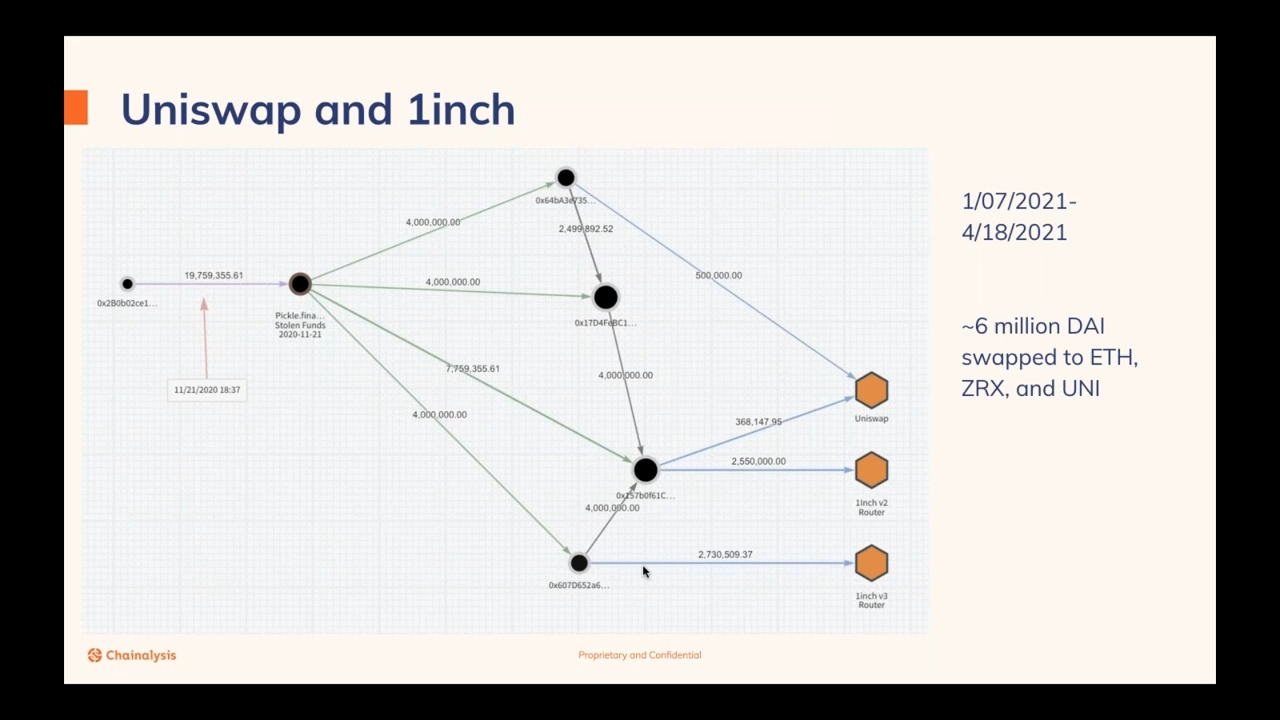 Uniswap and 1inch
0x64bA3e735...
4,000,000.00
2,499,892.52
1/07/2021-
4/18/2021
19,759,355.61
4,000,000.00
500,000.00
0x2B0b02ce1...
Pickle.fina...
Stolen Funds
2020-11-21
0x17D4FeBC1...
~6 million DAI
swapped to ETH,
ZRX, and UNI
11/21/2020 18:37
7,759,355.61
4,000,000.00
4,000,000.00
368,147.95
Uniswap
2,550,000.00
0x157b0f61C...
4,000,000.00
1Inch v2
Router
2,730,509.37
0x607D652a6...
1inch v3
Router
Chainalysis
Proprietary and Confidential